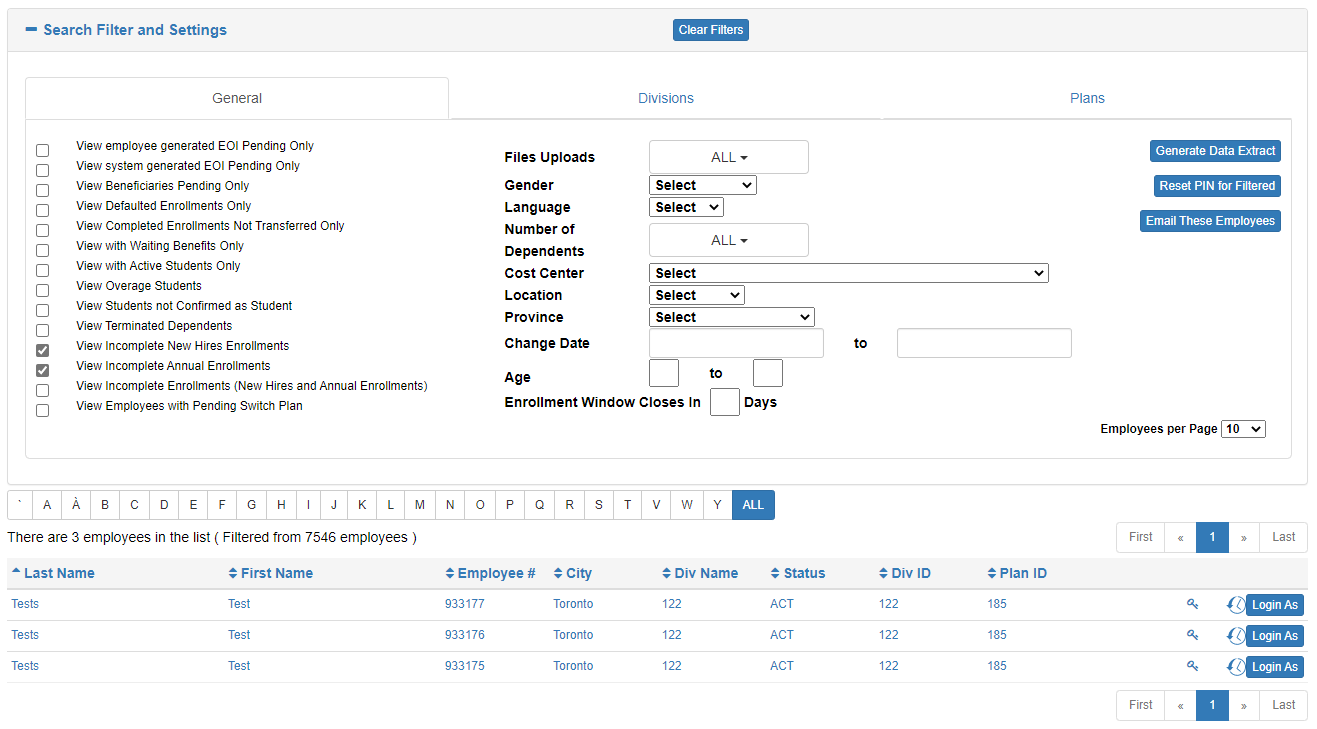 Search Filter and Settings
Clear Filters
General
Divisions
Plans
View employee generated EOI Pending Only
View system generated EOI Pending Only
View Beneficiaries Pending Only
View Defaulted Enrollments Only
View Completed Enrollments Not Transferred Only
View with Waiting Benefits Only
View with Active Students Only
View Overage Students
View Students not Confirmed as Student
View Terminated Dependents
View Incomplete New Hires Enrollments
View Incomplete Annual Enrollments
View Incomplete Enrollments (New Hires and Annual Enrollments)
View Employees with Pending Switch Plan
Files Uploads ALL
Gender Select
Language Select
Number of
Dependents ALL
Cost Center Select
Location Select
Province Select
Change Date to
Age to
Enrollment Window Closes In Days
Generate Data Extract
Reset PIN for Filtered
Email These Employees
Employees per Page 10
` A À B C D E F G H I J K L M N O P Q R S T V W Y ALL
There are 3 employees in the list ( Filtered from 7546 employees )
First « 1 » Last
Last Name First Name Employee # City Div Name Status Div ID Plan ID
Tests Test 933177 Toronto 122 ACT 122 185 Login As
Tests Test 933176 Toronto 122 ACT 122 185 Login As
Tests Test 933175 Toronto 122 ACT 122 185 Login As
First « 1 » Last